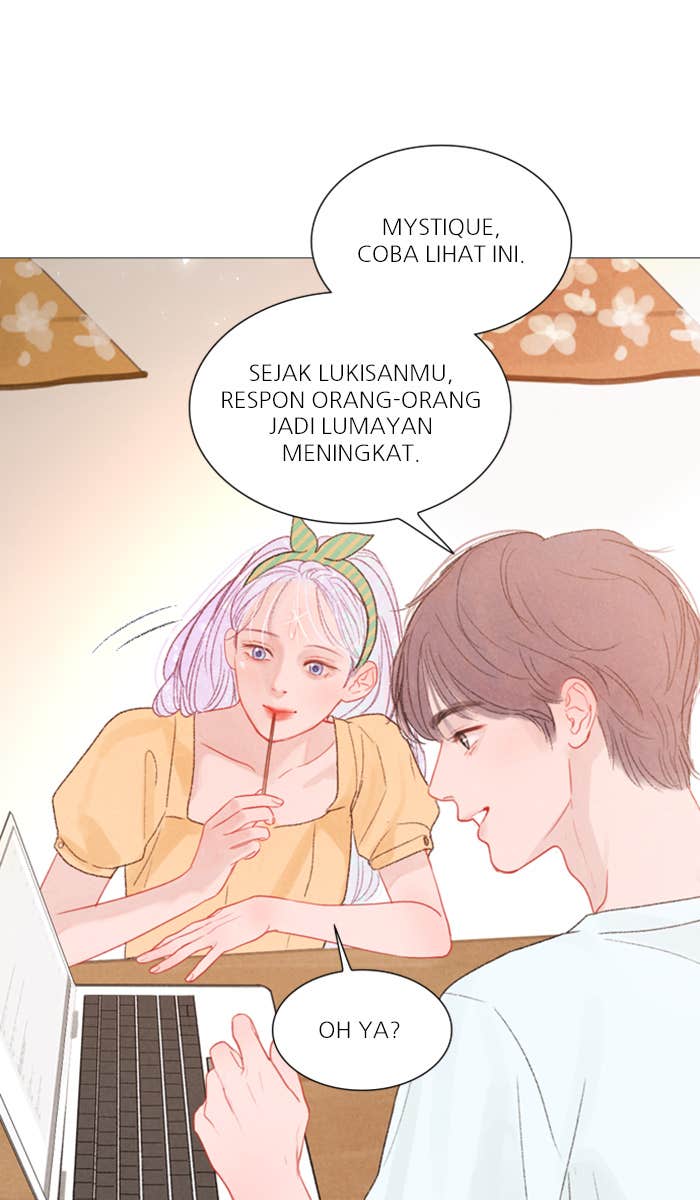 MYSTIQUE,
COBA LIHAT INI.
SEJAK LUKISANMU,
RESPON ORANG-ORANG
JADI LUMAYAN
MENINGKAT.
OH YA?